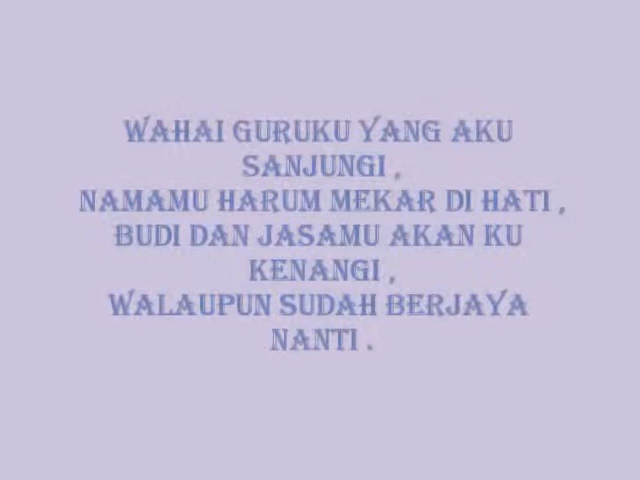 WAHAI GURUKU YANG AKU
SANJUNGI ,
NAMAMU HARUM MEKAR DI HATI ,
BUDI DAN JASAMU AKAN KU
KENANGI ,
WALAUPUN SUDAH BERJAYA
NANTI .